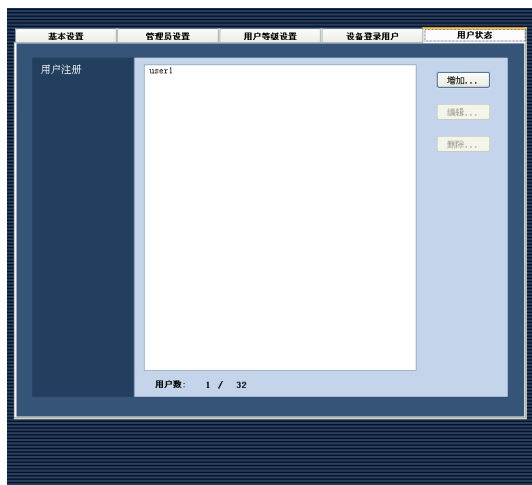 基本设置 管理员设置 用户等级设置 设备登录用户 用户状态
用户注册
user1
增加...
编辑...
删除...
用户数: 1 / 32